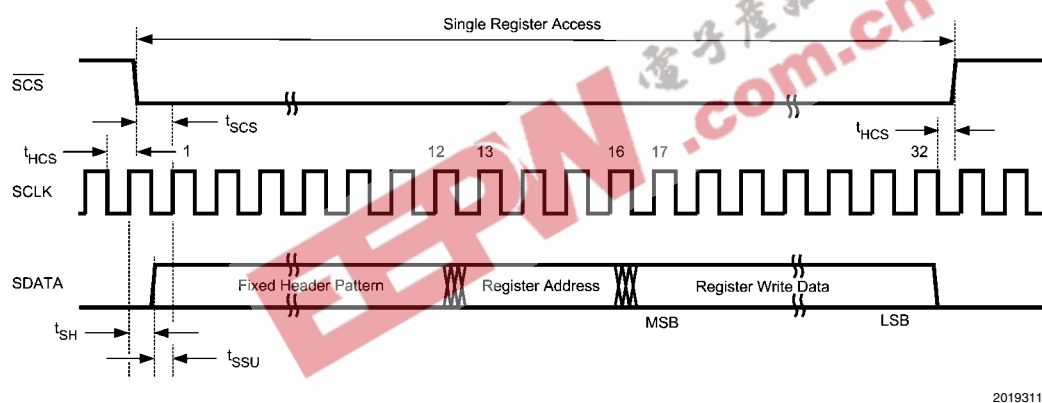 Single Register Access
SCS
tSCS
tHCS
tHCS
1
12
13
16
17
32
SCLK
SDATA
Fixed Header Pattern
Register Address
Register Write Data
MSB
LSB
tSH
tSSU
EEPW
.com.cn
2019311